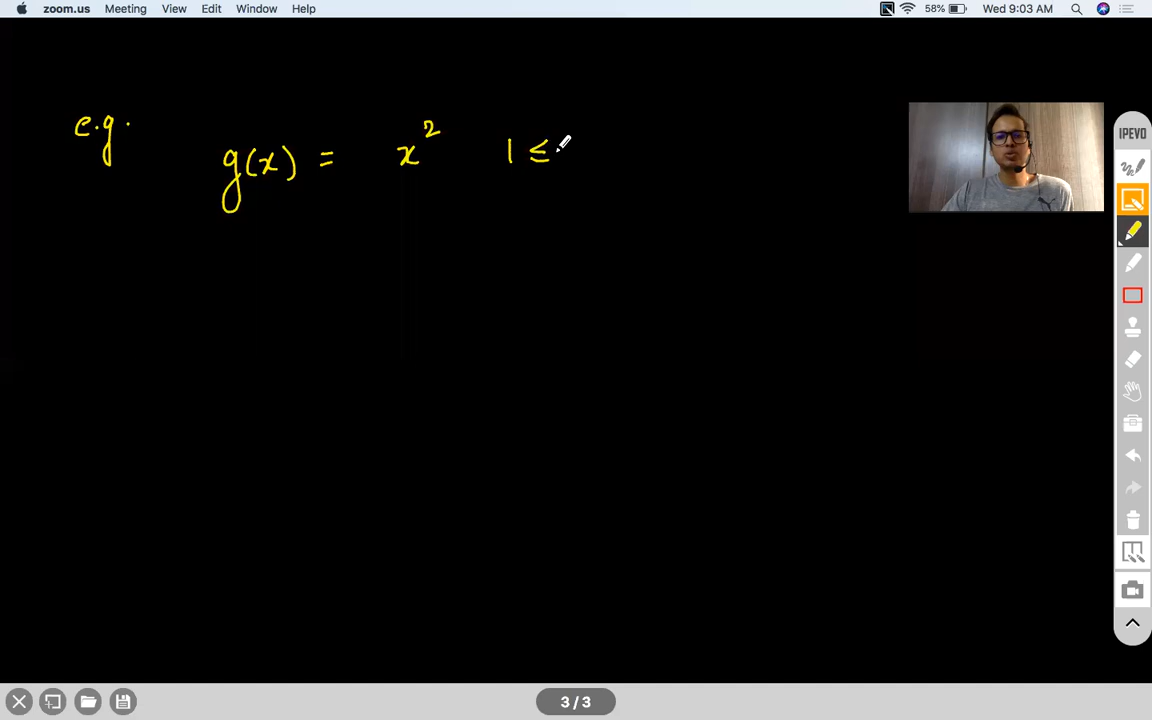 zoom.us Meeting View Edit Window Help 58% Wed 9:03 AM
e.g.
g(x) = x² 1 ≤
IPEVO
3 / 3